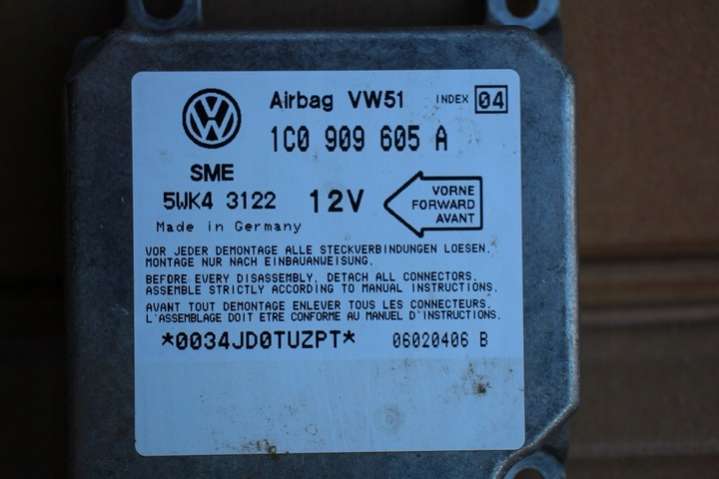 Airbag VW51 INDEX 04
1C0 909 605 A
SME
5WK4 3122 12V
VORNE
FORWARD
AVANT
Made in Germany
VOR JEDER DEMONTAGE ALLE STECKVERBINDUNGEN LOESEN.
MONTAGE NUR NACH EINBAUANWEISUNG.
BEFORE EVERY DISASSEMBLY, DETACH ALL CONNECTORS.
ASSEMBLE STRICTLY ACCORDING TO MANUAL INSTRUCTIONS.
AVANT TOUT DEMONTAGE ENLEVER TOUS LES CONNECTEURS.
L'ASSEMBLAGE DOIT ETRE CONFORME AU MANUEL D'INSTRUCTIONS
*0034JD0TUZPT* 06020406 B